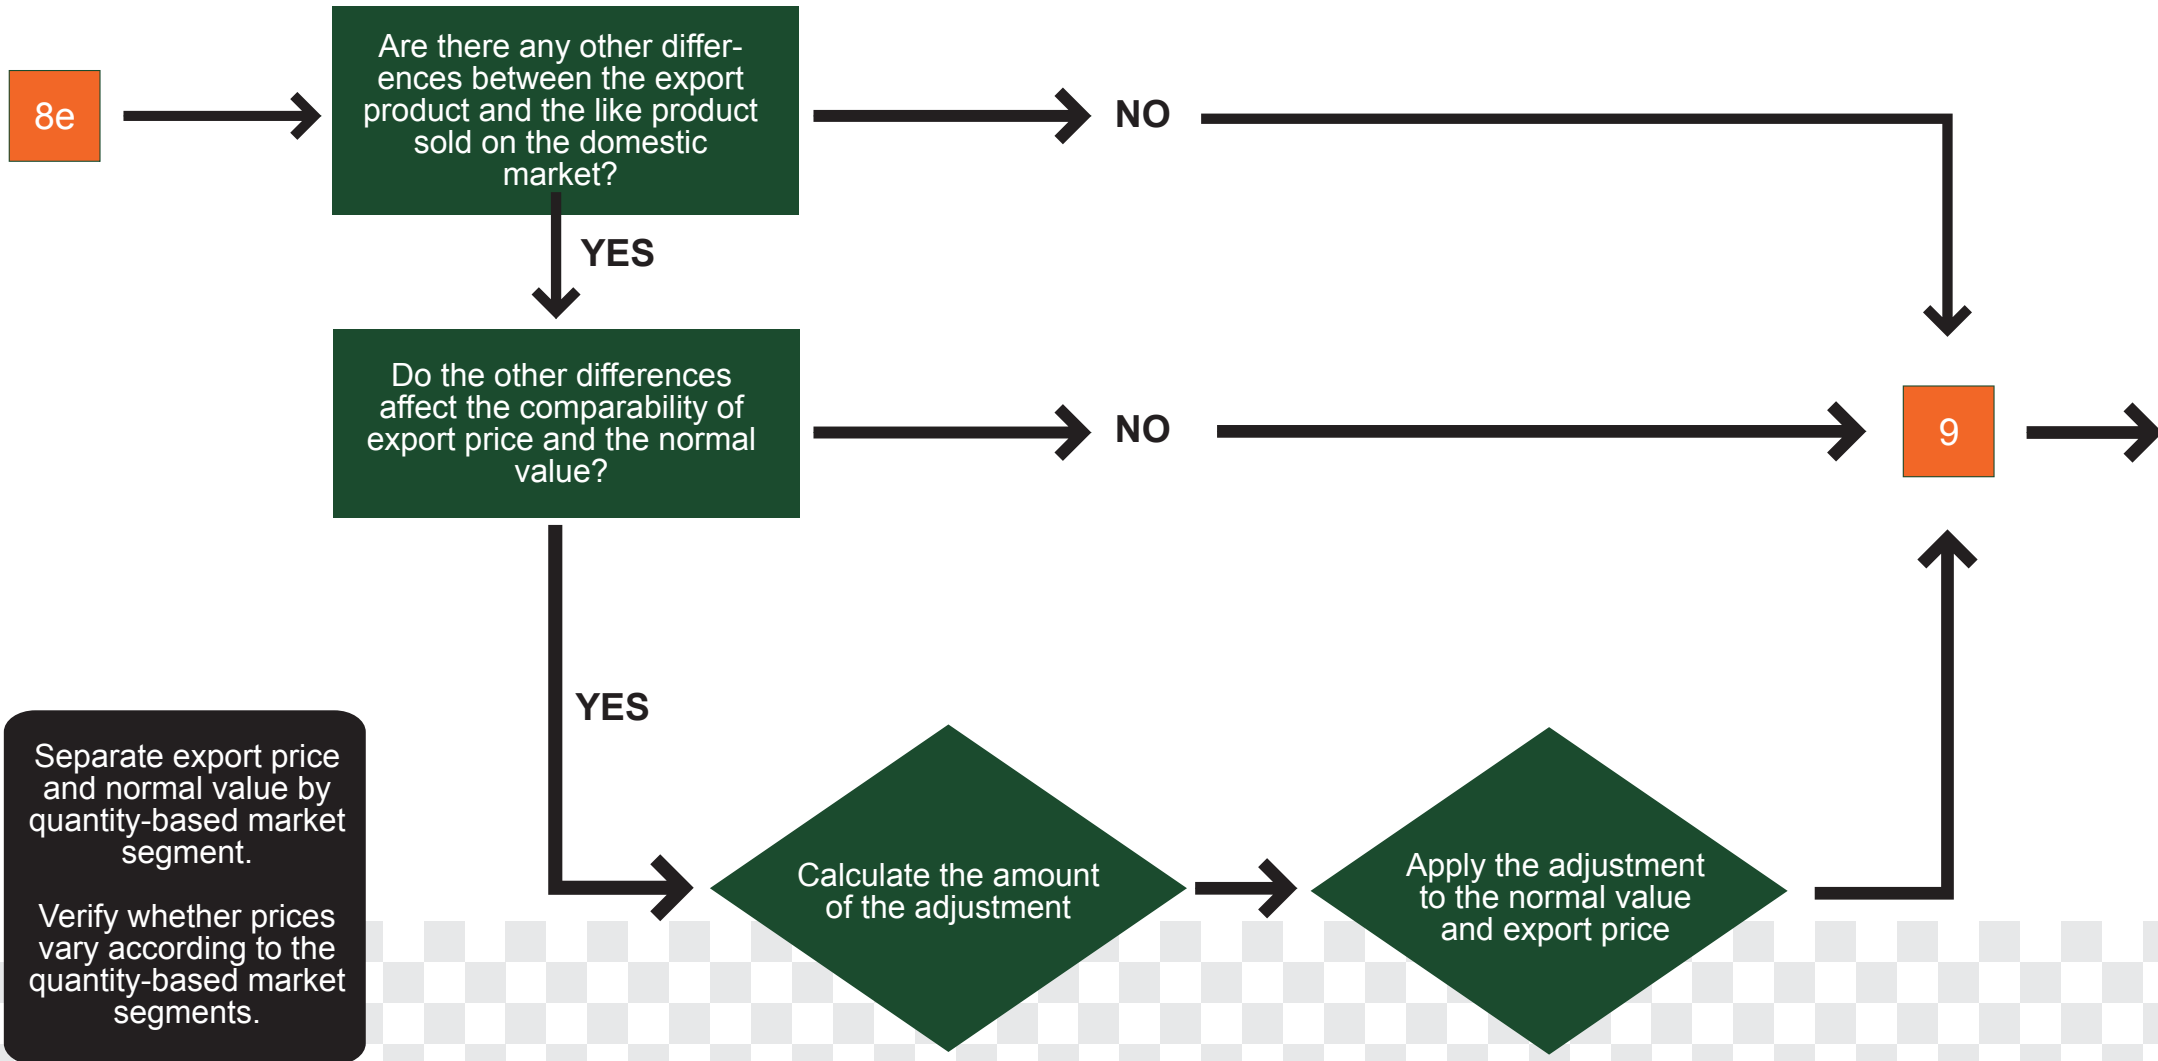 8e
Are there any other differ-
ences between the export
product and the like product
sold on the domestic
market?
NO
YES
Do the other differences
affect the comparability of
export price and the normal
value?
NO
9
YES
Separate export price
and normal value by
quantity-based market
segment.
Verify whether prices
vary according to the
quantity-based market
segments.
Calculate the amount
of the adjustment
Apply the adjustment
to the normal value
and export price